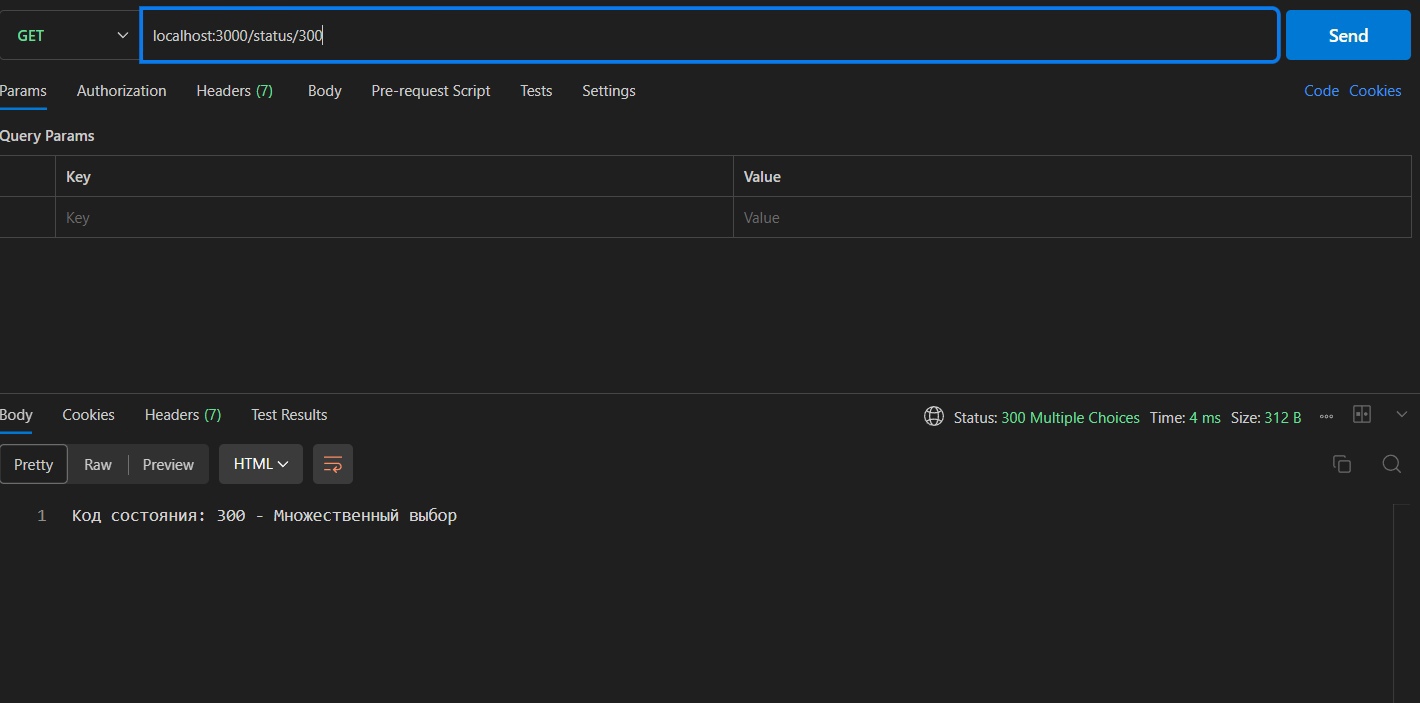 GET localhost:3000/status/300 Send
Params Authorization Headers (7) Body Pre-request Script Tests Settings Code Cookies
Query Params
Key Value
Key Value
Body Cookies Headers (7) Test Results Status: 300 Multiple Choices Time: 4 ms Size: 312 B
Pretty Raw Preview HTML
1 Код состояния: 300 - Множественный выбор